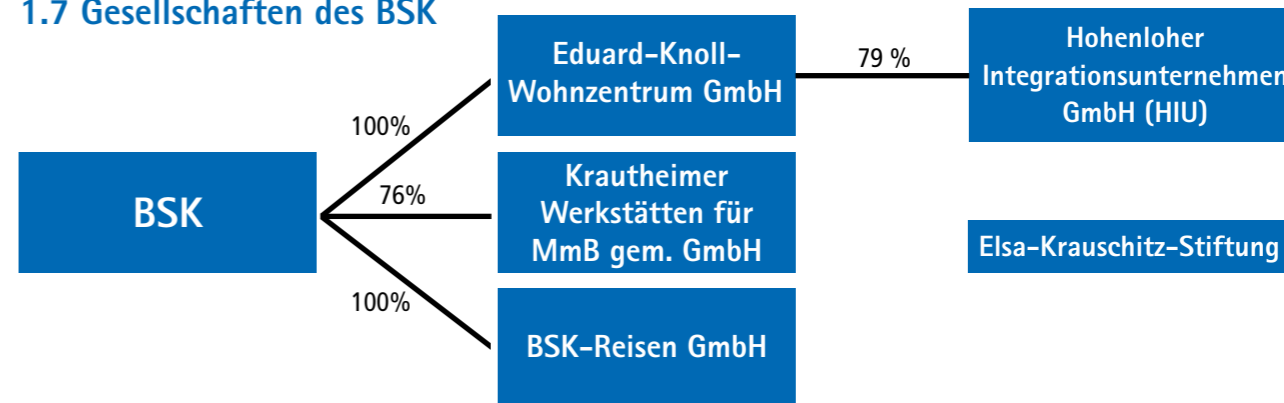 1.7 Gesellschaften des BSK
BSK
100%
76%
100%
Eduard-Knoll-
Wohnzentrum GmbH
79 %
Hohenloher
Integrationsunternehmen
GmbH (HIU)
Krautheimer
Werkstätten für
MmB gem. GmbH
Elsa-Krauschitz-Stiftung
BSK-Reisen GmbH